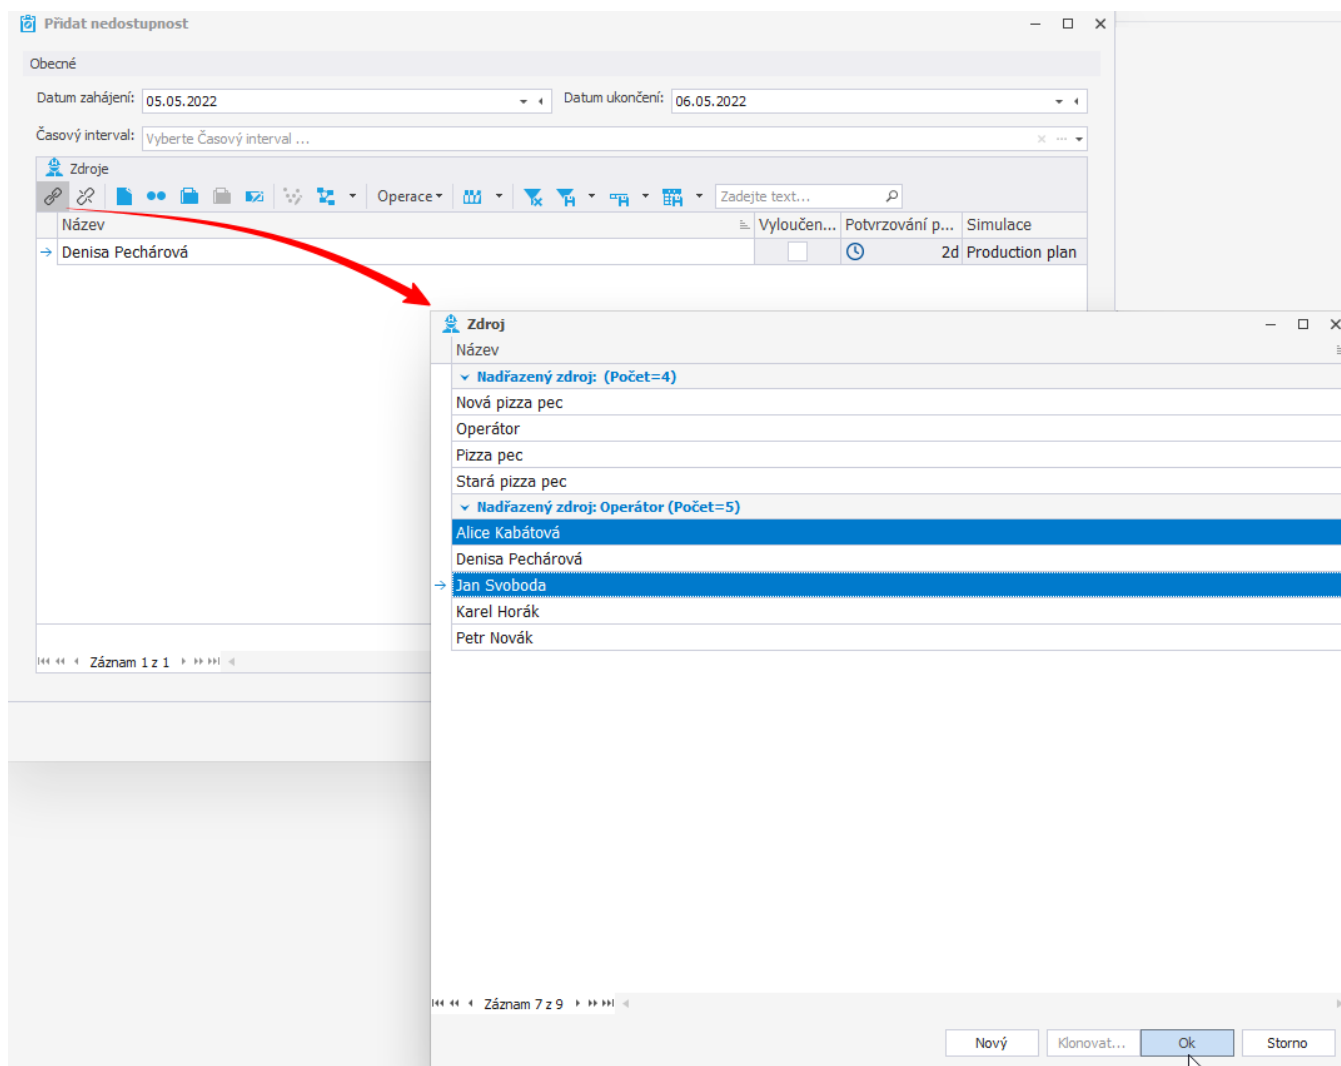 Přidat nedostupnost
Obecné
Datum zahájení: 05.05.2022 Datum ukončení: 06.05.2022
Časový interval: Vyberte Časový interval ...
Zdroje
Operace Zadejte text...
Název Vyloučen... Potvrzování p... Simulace
Denisa Pechárová 2d Production plan
Záznam 1 z 1
Zdroj
Název
Nadřazený zdroj: (Počet=4)
Nová pizza pec
Operátor
Pizza pec
Stará pizza pec
Nadřazený zdroj: Operátor (Počet=5)
Alice Kabátová
Denisa Pechárová
Jan Svoboda
Karel Horák
Petr Novák
Záznam 7 z 9
Nový Klonovat... Ok Storno